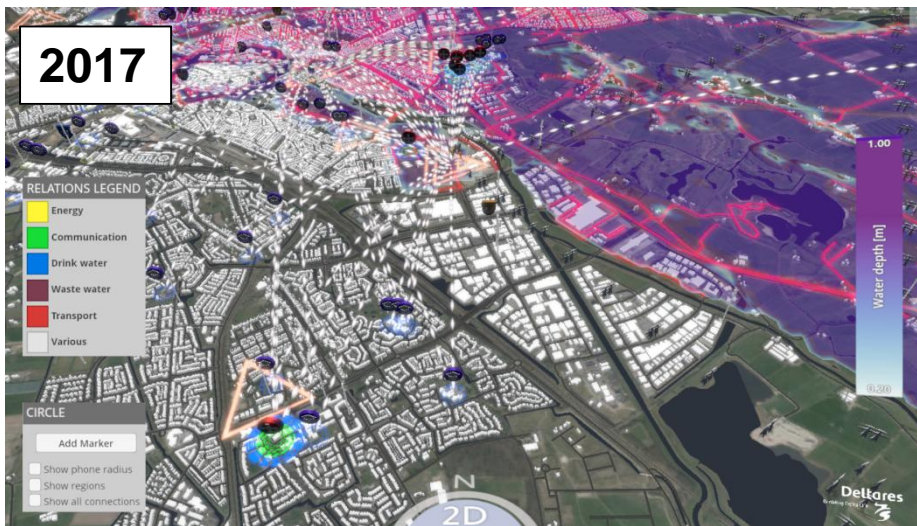 2017
RELATIONS LEGEND
Energy
Communication
Drink water
Waste water
Transport
Various
CIRCLE
Add Marker
Show phone radius
Show regions
Show all connections
1.00
Water depth [m]
0.20
N
2D
Deltares